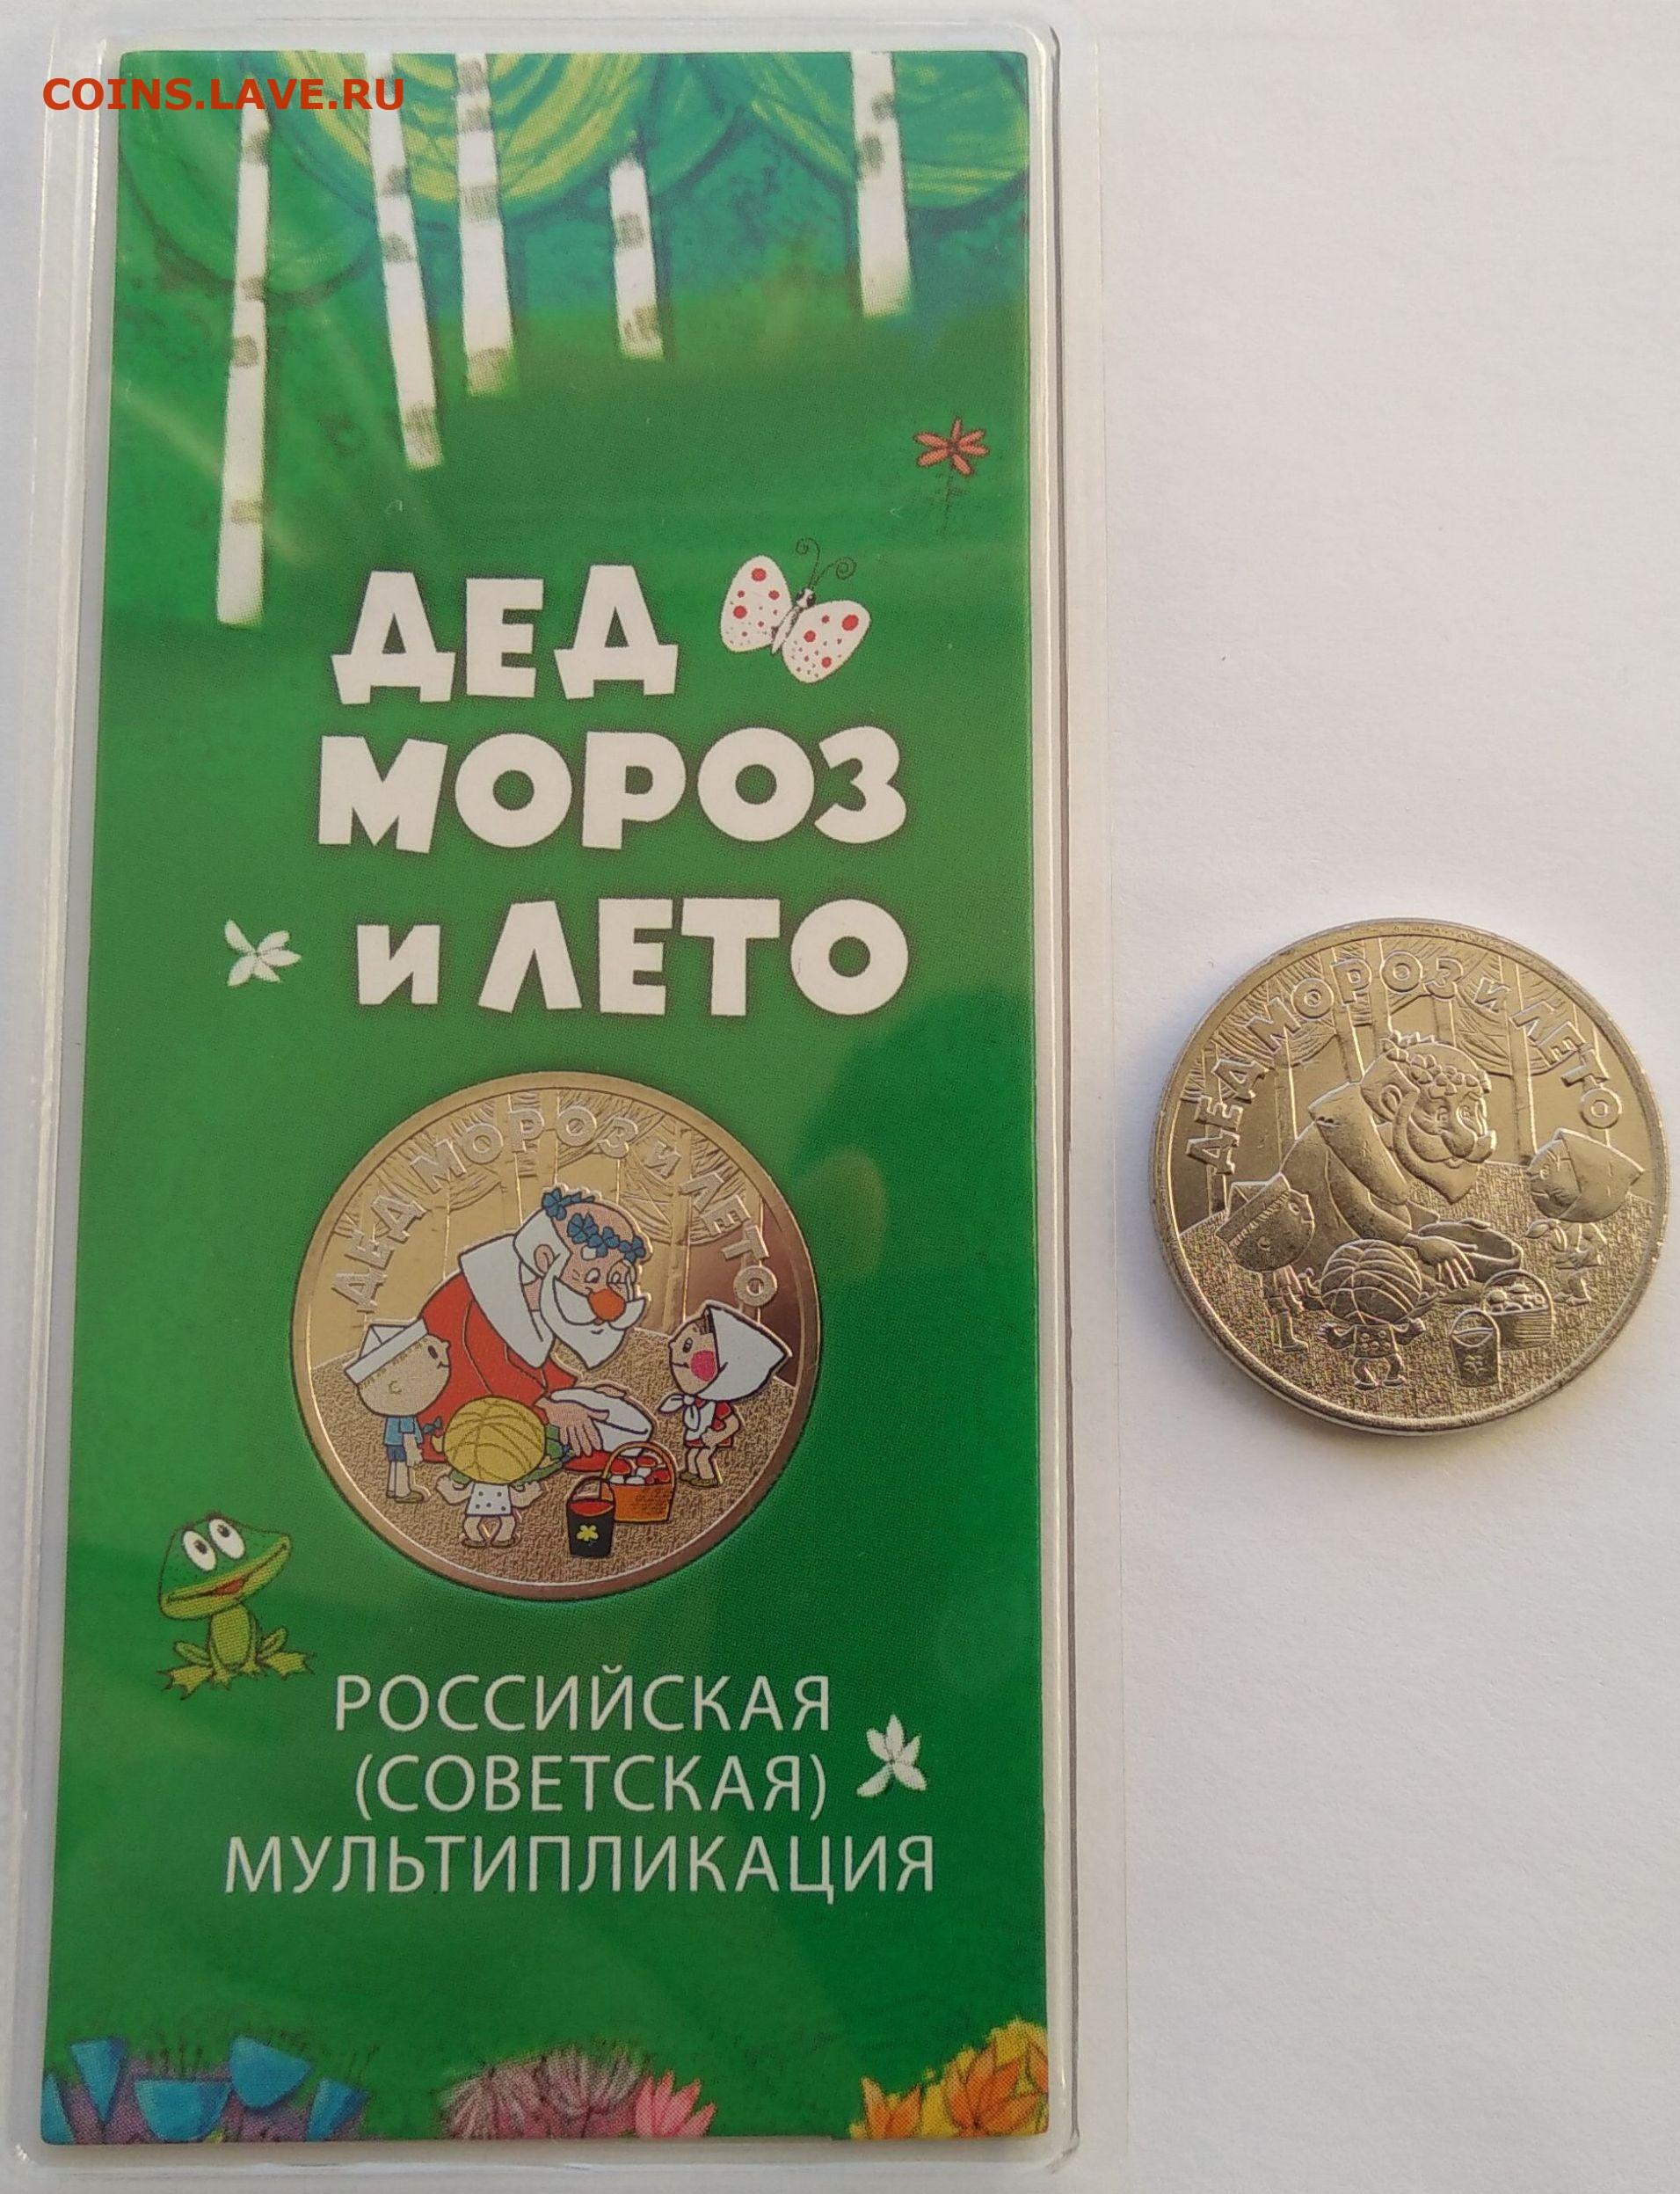 COINS.LAVE.RU
ДЕД
МОРОЗ
и ЛЕТО
ДЕД МОРОЗ И ЛЕТО
ДЕД МОРОЗ И ЛЕТО
РОССИЙСКАЯ
(СОВЕТСКАЯ)
МУЛЬТИПЛИКАЦИЯ